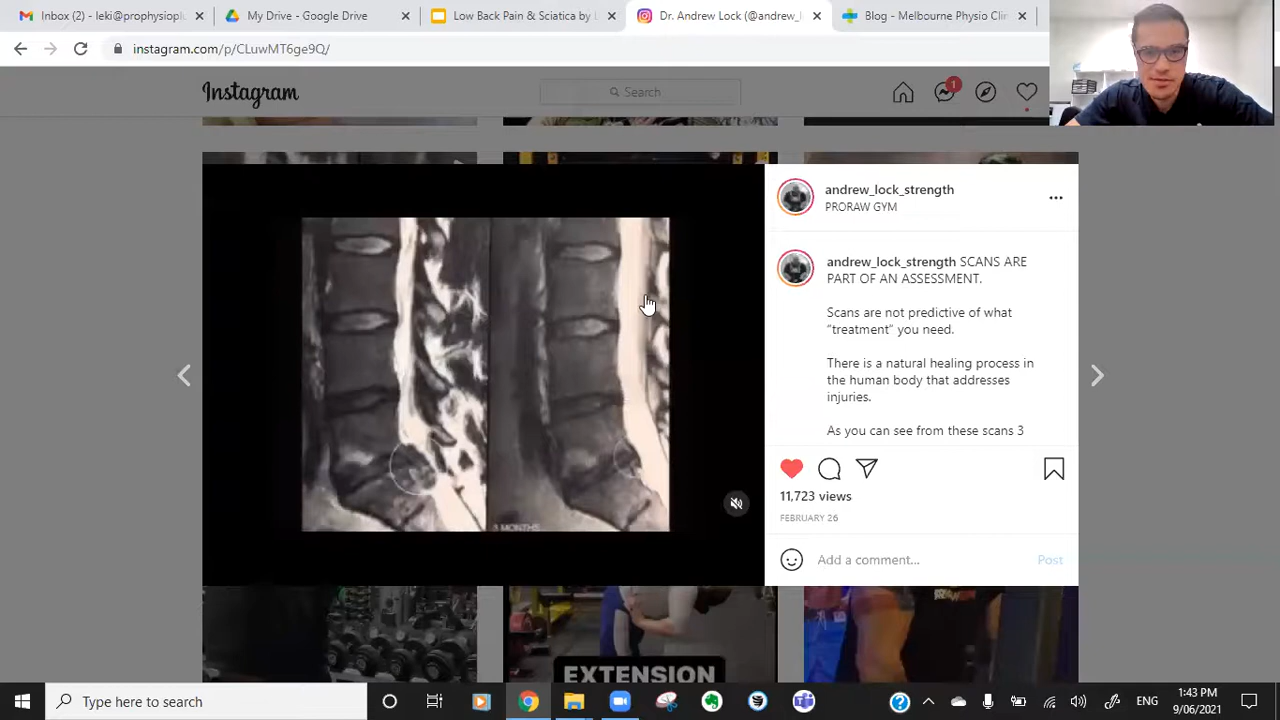 Inbox (2) - leki@prophysioplu
My Drive - Google Drive
Low Back Pain & Sciatica by L
Dr. Andrew Lock (@andrew_l
Blog - Melbourne Physio Clin
instagram.com/p/CLuwMT6ge9Q/
Instagram
Search
1
andrew_lock_strength
PRORAW GYM
andrew_lock_strength SCANS ARE
PART OF AN ASSESSMENT.
Scans are not predictive of what
“treatment” you need.
There is a natural healing process in
the human body that addresses
injuries.
As you can see from these scans 3
3 MONTHS
11,723 views
FEBRUARY 26
Add a comment...
Post
EXTENSION
Type here to search
ENG
1:43 PM
9/06/2021